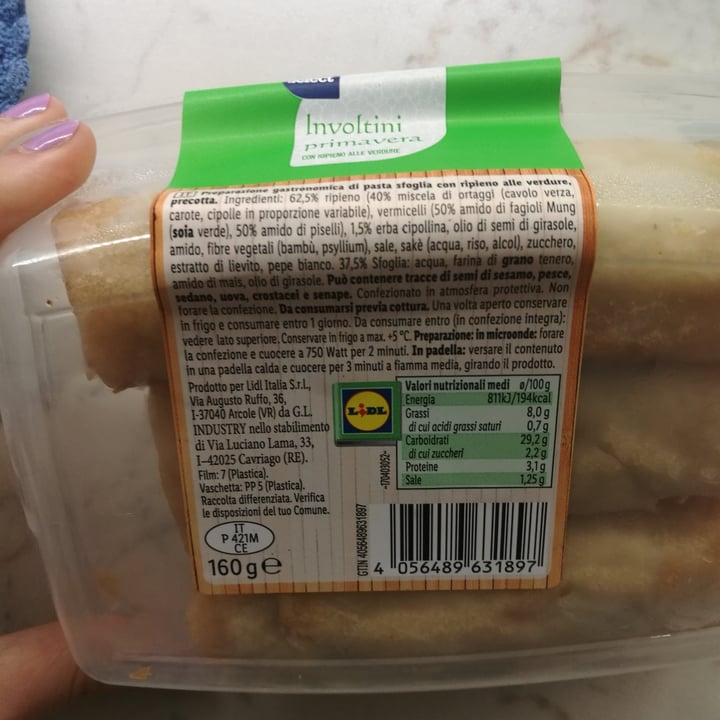 select
Involtini
primavera
CON RIPIENO ALLE VERDURE
IT Preparazione gastronomica di pasta sfoglia con ripieno alle verdure,
precotta. Ingredienti: 62,5% ripieno (40% miscela di ortaggi (cavolo verza,
carote, cipolle in proporzione variabile), vermicelli (50% amido di fagioli Mung
(soia verde), 50% amido di piselli), 1,5% erba cipollina, olio di semi di girasole,
amido, fibre vegetali (bambù, psyllium), sale, sakè (acqua, riso, alcol), zucchero,
estratto di lievito, pepe bianco. 37,5% Sfoglia: acqua, farina di grano tenero,
amido di mais, olio di girasole. Può contenere tracce di semi di sesamo, pesce,
sedano, uova, crostacei e senape. Confezionato in atmosfera protettiva. Non
forare la confezione. Da consumarsi previa cottura. Una volta aperto conservare
in frigo e consumare entro 1 giorno. Da consumare entro (in confezione integra):
vedere lato superiore. Conservare in frigo a max. +5 °C. Preparazione: in microonde: forare
la confezione e cuocere a 750 Watt per 2 minuti. In padella: versare il contenuto
in una padella calda e cuocere per 3 minuti a fiamma media, girando il prodotto.
Prodotto per Lidl Italia S.r.l.,
Via Augusto Ruffo, 36,
I-37040 Arcole (VR) da G.L.
INDUSTRY nello stabilimento
di Via Luciano Lama, 33,
I-42025 Cavriago (RE).
Film: 7 (Plastica).
Vaschetta: PP 5 (Plastica).
Raccolta differenziata. Verifica
le disposizioni del tuo Comune.
IT
P 421M
CE
160 g e
LIDL
-170403052-
Valori nutrizionali medi ø/100 g
Energia 811kJ/194kcal
Grassi 8,0 g
di cui acidi grassi saturi 0,7 g
Carboidrati 29,2 g
di cui zuccheri 2,2 g
Proteine 3,1 g
Sale 1,25 g
GTIN 4056489631897
4 056489 631897